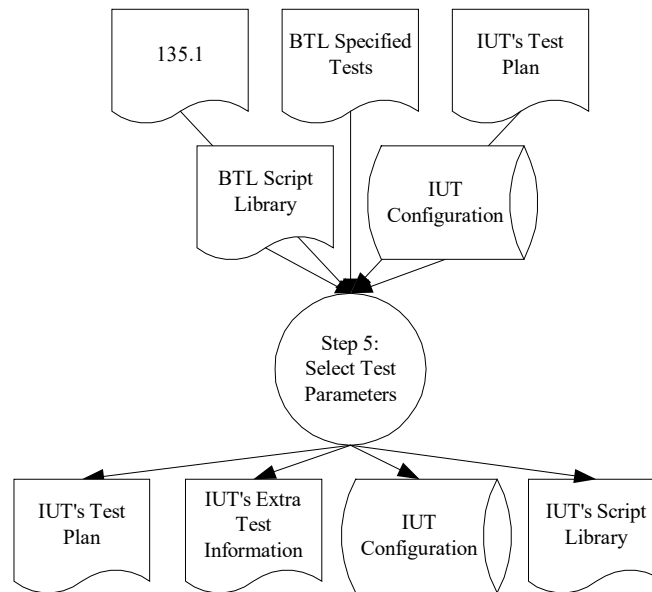 135.1
BTL Specified
Tests
IUT's Test
Plan
BTL Script
Library
IUT
Configuration
Step 5:
Select Test
Parameters
IUT's Test
Plan
IUT's Extra
Test
Information
IUT
Configuration
IUT's Script
Library